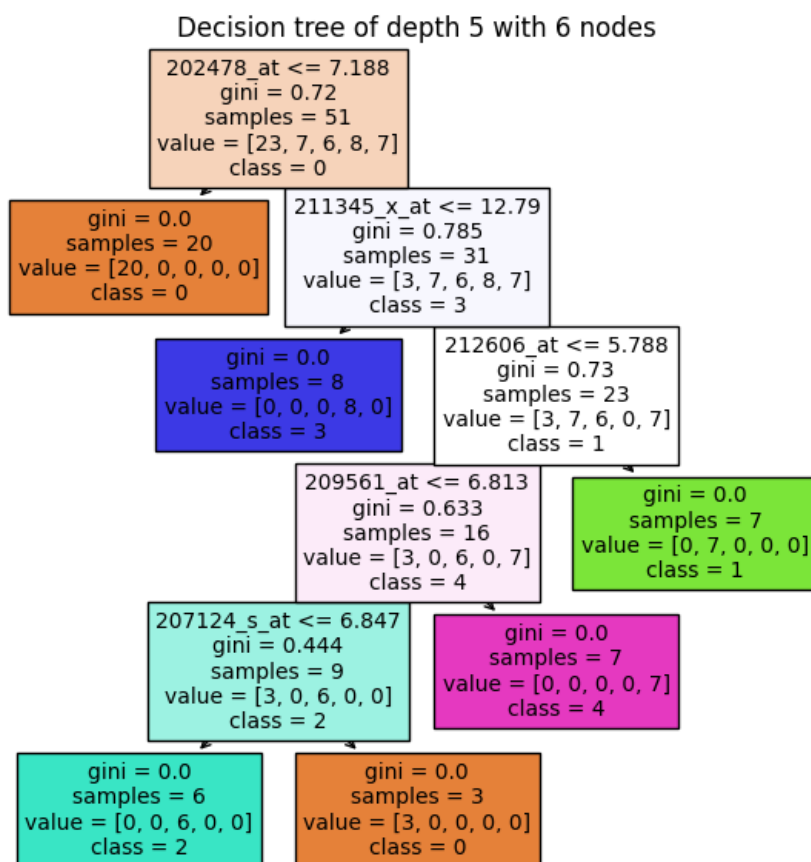 Decision tree of depth 5 with 6 nodes
202478_at <= 7.188
gini = 0.72
samples = 51
value = [23, 7, 6, 8, 7]
class = 0
gini = 0.0
samples = 20
value = [20, 0, 0, 0, 0]
class = 0
211345_x_at <= 12.79
gini = 0.785
samples = 31
value = [3, 7, 6, 8, 7]
class = 3
gini = 0.0
samples = 8
value = [0, 0, 0, 8, 0]
class = 3
212606_at <= 5.788
gini = 0.73
samples = 23
value = [3, 7, 6, 0, 7]
class = 1
209561_at <= 6.813
gini = 0.633
samples = 16
value = [3, 0, 6, 0, 7]
class = 4
gini = 0.0
samples = 7
value = [0, 7, 0, 0, 0]
class = 1
207124_s_at <= 6.847
gini = 0.444
samples = 9
value = [3, 0, 6, 0, 0]
class = 2
gini = 0.0
samples = 7
value = [0, 0, 0, 0, 7]
class = 4
gini = 0.0
samples = 6
value = [0, 0, 6, 0, 0]
class = 2
gini = 0.0
samples = 3
value = [3, 0, 0, 0, 0]
class = 0